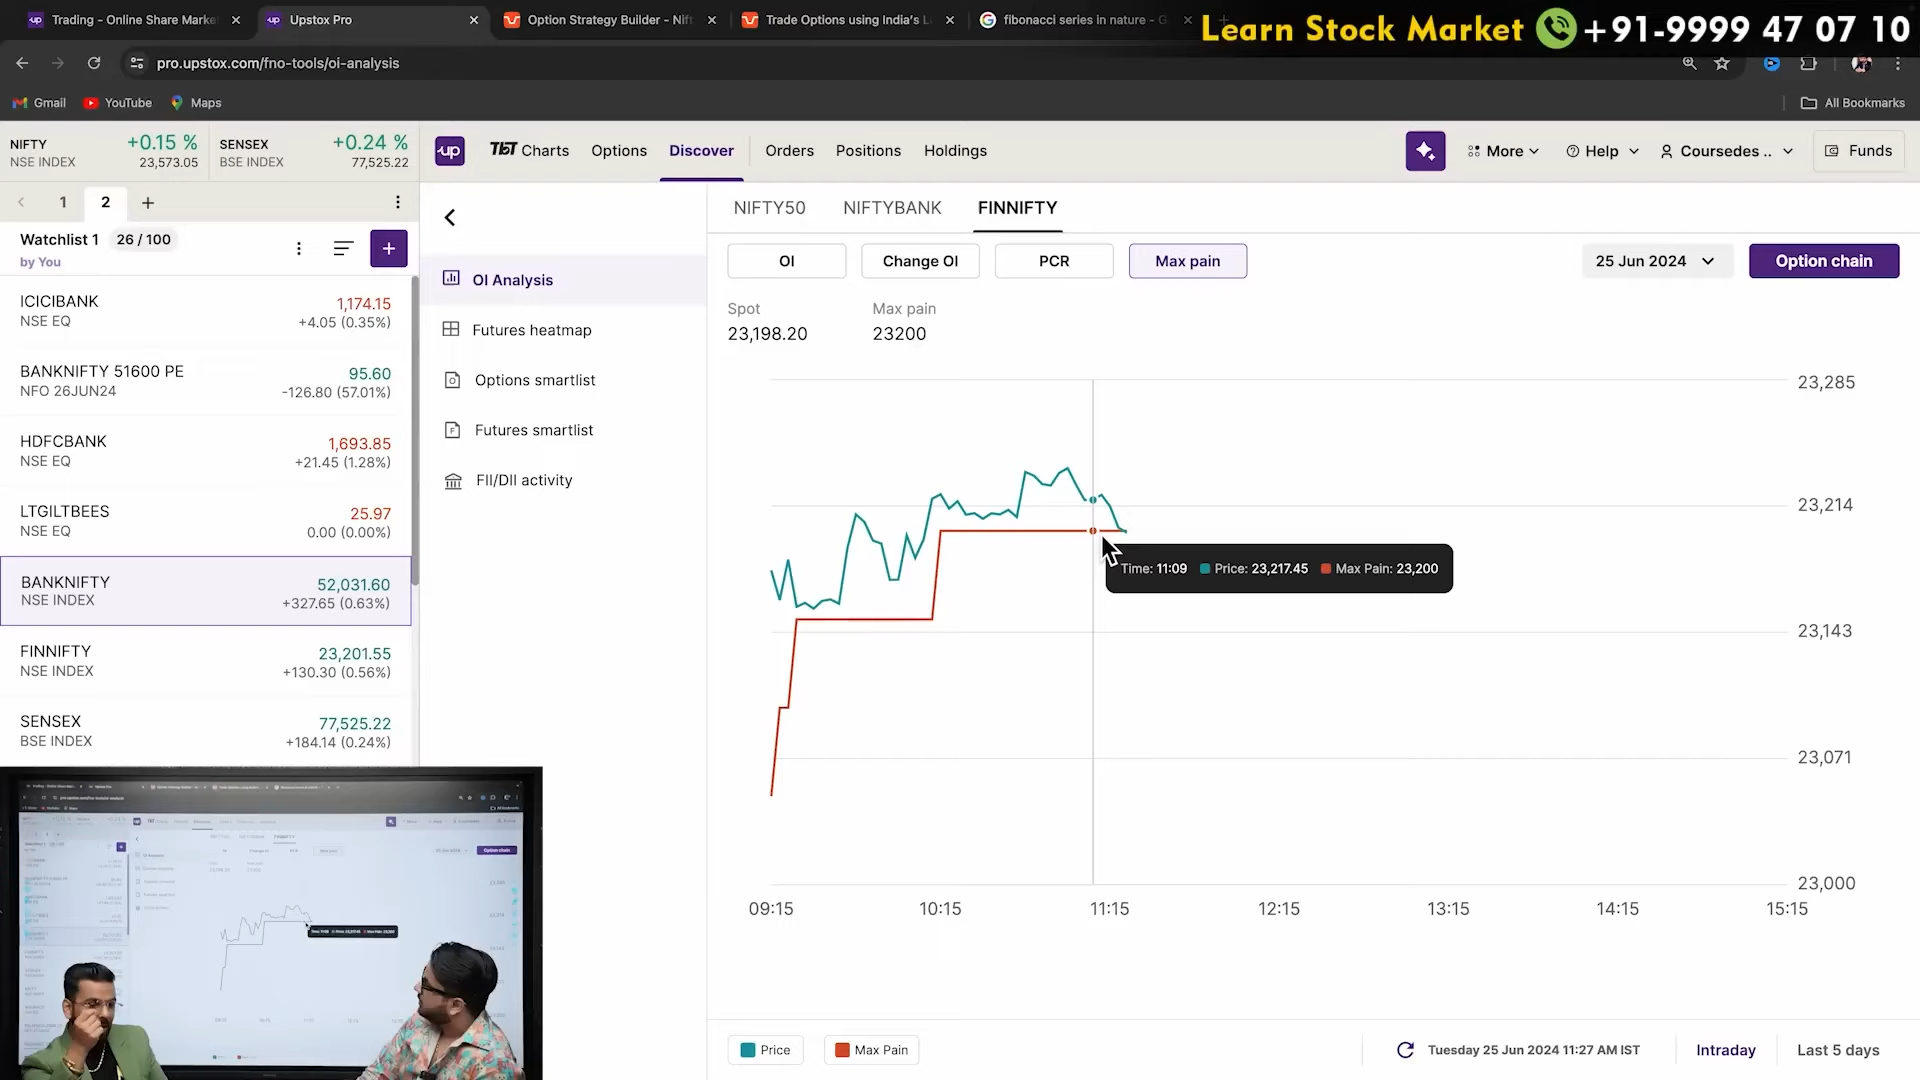 Trading - Online Share Marke
Upstox Pro
Option Strategy Builder - Nif
Trade Options using India's L
fibonacci series in nature - G
Learn Stock Market +91-9999 47 07 10
pro.upstox.com/fno-tools/oi-analysis
Gmail YouTube Maps All Bookmarks
NIFTY +0.15 %
NSE INDEX 23,573.05
SENSEX +0.24 %
BSE INDEX 77,525.22
up TBT Charts Options Discover Orders Positions Holdings More Help Coursedes .. Funds
1 2 +
Watchlist 1 26 / 100
by You
ICICIBANK 1,174.15
NSE EQ +4.05 (0.35%)
BANKNIFTY 51600 PE 95.60
NFO 26JUN24 -126.80 (57.01%)
HDFCBANK 1,693.85
NSE EQ +21.45 (1.28%)
LTGILTBEES 25.97
NSE EQ 0.00 (0.00%)
BANKNIFTY 52,031.60
NSE INDEX +327.65 (0.63%)
FINNIFTY 23,201.55
NSE INDEX +130.30 (0.56%)
SENSEX 77,525.22
BSE INDEX +184.14 (0.24%)
OI Analysis
Futures heatmap
Options smartlist
Futures smartlist
FII/DII activity
NIFTY50 NIFTYBANK FINNIFTY
OI Change OI PCR Max pain 25 Jun 2024 Option chain
Spot Max pain
23,198.20 23200
23,285
23,214
Time: 11:09 Price: 23,217.45 Max Pain: 23,200
23,143
23,071
23,000
09:15 10:15 11:15 12:15 13:15 14:15 15:15
Price Max Pain Tuesday 25 Jun 2024 11:27 AM IST Intraday Last 5 days